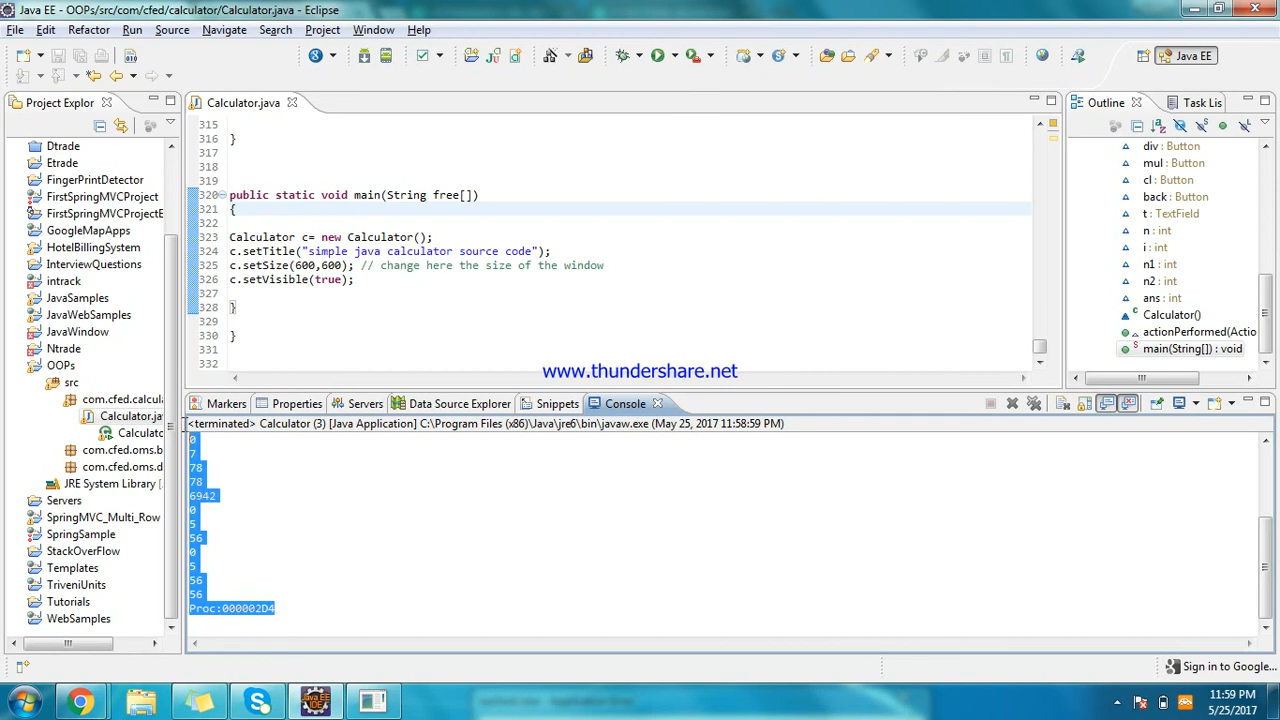 Java EE - OOPs/src/com/cfed/calculator/Calculator.java - Eclipse
File Edit Refactor Run Source Navigate Search Project Window Help
Java EE
Project Explor
Dtrade
Etrade
FingerPrintDetector
FirstSpringMVCProject
FirstSpringMVCProjectE
GoogleMapApps
HotelBillingSystem
InterviewQuestions
intrack
JavaSamples
JavaWebSamples
JavaWindow
Ntrade
OOPs
src
com.cfed.calcula
Calculator.jav
Calculato
com.cfed.oms.b
com.cfed.oms.d
JRE System Library [
Servers
SpringMVC_Multi_Row
SpringSample
StackOverFlow
Templates
TriveniUnits
Tutorials
WebSamples
Calculator.java
315
316 }
317
318
319
320 public static void main(String free[])
321 {
322
323 Calculator c= new Calculator();
324 c.setTitle("simple java calculator source code");
325 c.setSize(600,600); // change here the size of the window
326 c.setVisible(true);
327
328 }
329
330 }
331
332
www.thundershare.net
Outline Task Lis
div : Button
mul : Button
cl : Button
back : Button
t : TextField
n : int
i : int
n1 : int
n2 : int
ans : int
Calculator()
actionPerformed(Actio
main(String[]) : void
Markers Properties Servers Data Source Explorer Snippets Console
<terminated> Calculator (3) [Java Application] C:\Program Files (x86)\Java\jre6\bin\javaw.exe (May 25, 2017 11:58:59 PM)
0
7
78
78
6942
0
5
56
0
5
56
56
Proc:000002D4
Sign in to Google...
Java EE
IDE
11:59 PM
5/25/2017